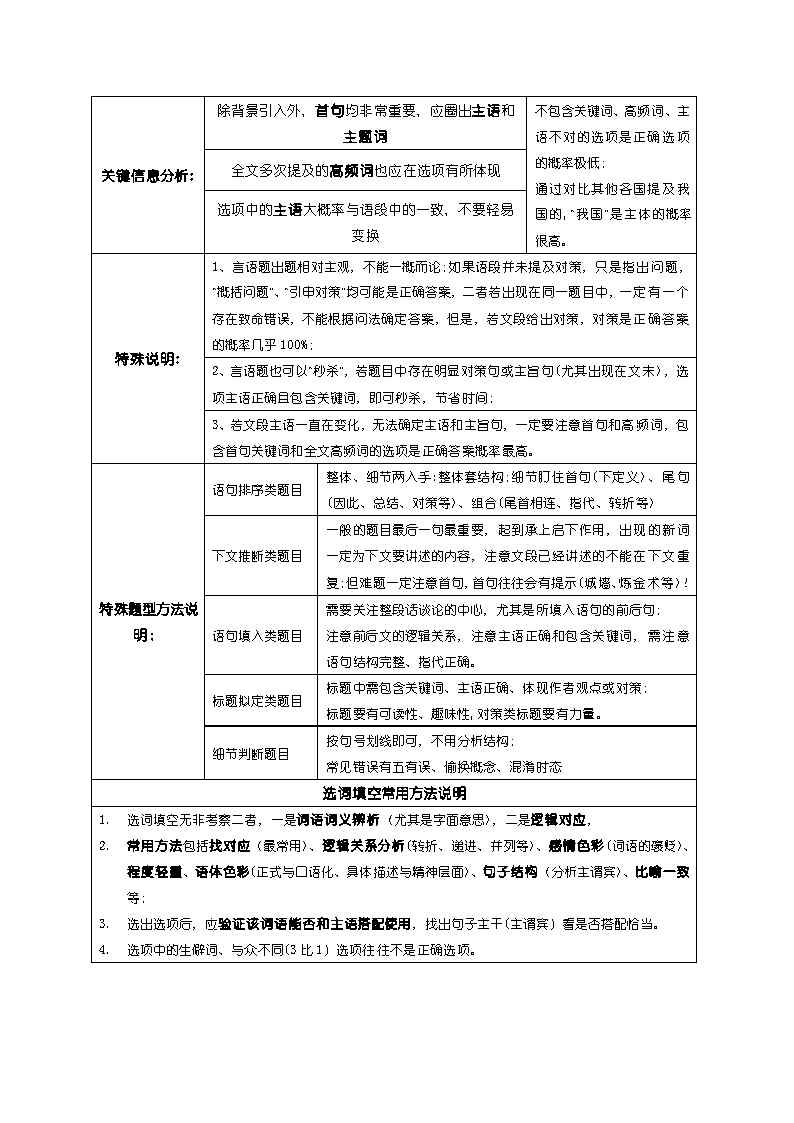 关键信息分析：
除背景引入外，首句均非常重要，应圈出主语和
主题词
全文多次提及的高频词也应在选项有所体现
选项中的主语大概率与语段中的一致，不要轻易
变换
不包含关键词、高频词、主
语不对的选项是正确选项
的概率极低；
通过对比其他各国提及我
国的，“我国”是主体的概率
很高。
特殊说明：
1、言语题出题相对主观，不能一概而论；如果语段并未提及对策，只是指出问题，
“概括问题”、“引申对策”均可能是正确答案，二者若出现在同一题目中，一定有一个
存在致命错误，不能根据问法确定答案，但是，若文段给出对策，对策是正确答案
的概率几乎 100%；
2、言语题也可以“秒杀”，若题目中存在明显对策句或主旨句（尤其出现在文末），选
项主语正确且包含关键词，即可秒杀，节省时间；
3、若文段主语一直在变化，无法确定主语和主旨句，一定要注意首句和高频词，包
含首句关键词和全文高频词的选项是正确答案概率最高。
特殊题型方法说
明：
语句排序类题目
整体、细节两入手：整体套结构；细节盯住首句（下定义）、尾句
（因此、总结、对策等）、组合（尾首相连、指代、转折等）
下文推断类题目
一般的题目最后一句最重要，起到承上启下作用，出现的新词
一定为下文要讲述的内容，注意文段已经讲述的不能在下文重
复；但难题一定注意首句，首句往往会有提示（城墙、炼金术等）！
语句填入类题目
需要关注整段话谈论的中心，尤其是所填入语句的前后句；
注意前后文的逻辑关系，注意主语正确和包含关键词，需注意
语句结构完整、指代正确。
标题拟定类题目
标题中需包含关键词、主语正确、体现作者观点或对策；
标题要有可读性、趣味性，对策类标题要有力量。
细节判断题目
按句号划线即可，不用分析结构；
常见错误有五有误、偷换概念、混淆时态
选词填空常用方法说明
1. 选词填空无非考察二者，一是词语词义辨析（尤其是字面意思），二是逻辑对应，
2. 常用方法包括找对应（最常用）、逻辑关系分析（转折、递进、并列等）、感情色彩（词语的褒贬）、
程度轻重、语体色彩（正式与口语化、具体描述与精神层面）、句子结构（分析主谓宾）、比喻一致
等；
3. 选出选项后，应验证该词语能否和主语搭配使用，找出句子主干（主谓宾）看是否搭配恰当。
4. 选项中的生僻词、与众不同（3 比 1）选项往往不是正确选项。